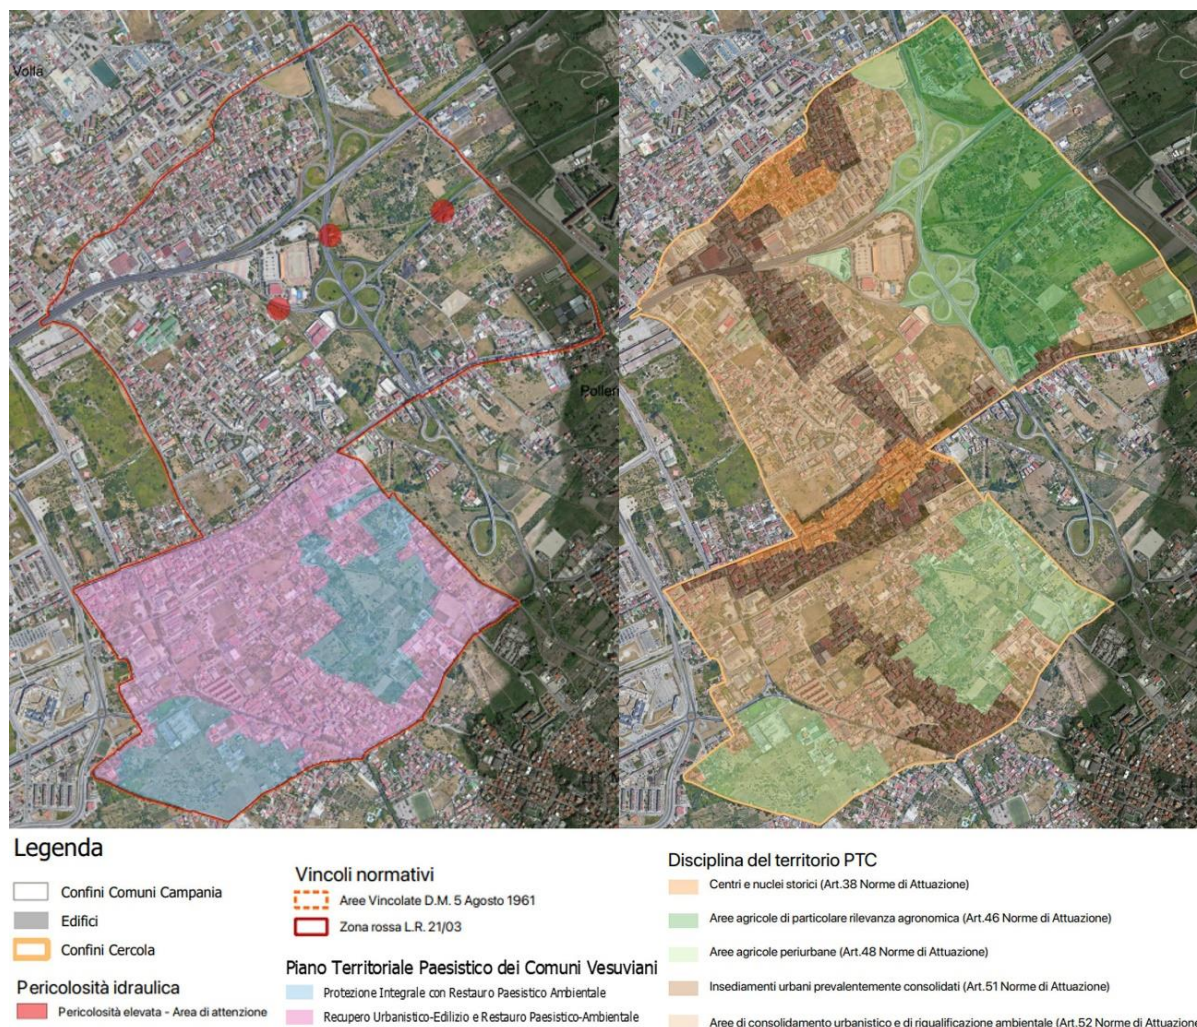 Volla
Legenda
Confini Comuni Campania
Edifici
Confini Cercola
Pericolosità idraulica
Pericolosità elevata - Area di attenzione
Vincoli normativi
Aree Vincolate D.M. 5 Agosto 1961
Zona rossa L.R. 21/03
Piano Territoriale Paesistico dei Comuni Vesuviani
Protezione Integrale con Restauro Paesistico Ambientale
Recupero Urbanistico-Edilizio e Restauro Paesistico-Ambientale
Disciplina del territorio PTC
Centri e nuclei storici (Art.38 Norme di Attuazione)
Aree agricole di particolare rilevanza agronomica (Art.46 Norme di Attuazione)
Aree agricole periurbane (Art.48 Norme di Attuazione)
Insediamenti urbani prevalentemente consolidati (Art.51 Norme di Attuazione)
Aree di consolidamento urbanistico e di riqualificazione ambientale (Art.52 Norme di Attuazion